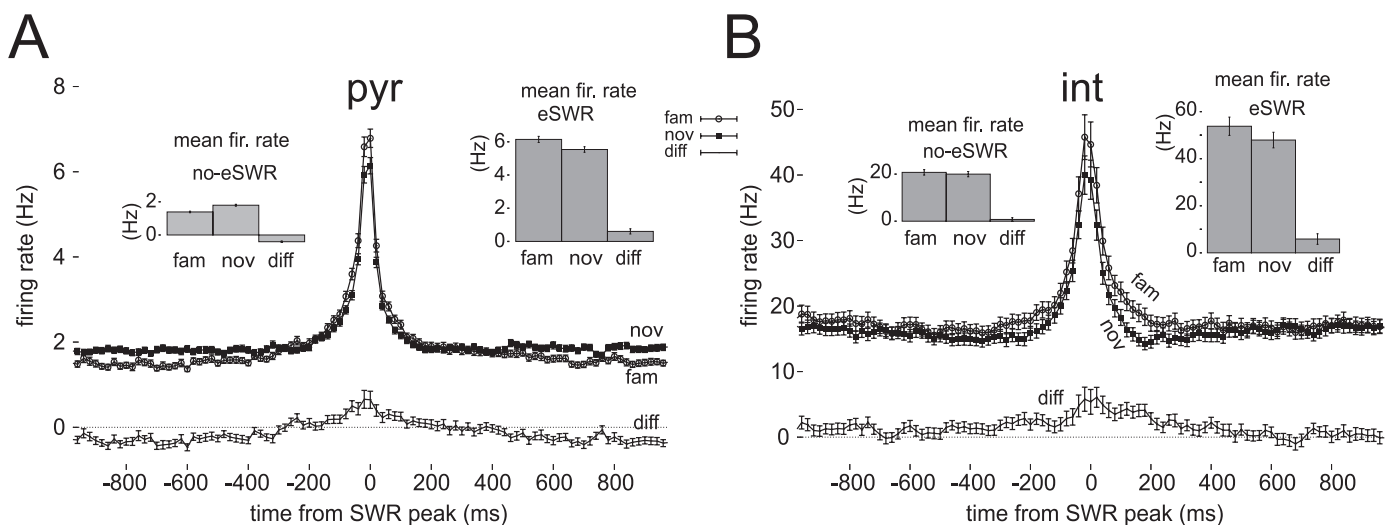 A
pyr
8
6
4
2
0
firing rate (Hz)
mean fir. rate
no-eSWR
(Hz)
2
0
fam nov diff
mean fir. rate
eSWR
(Hz)
6
4
2
0
fam nov diff
fam
nov
diff
nov
fam
diff
-800 -600 -400 -200 0 200 400 600 800
time from SWR peak (ms)
B
int
50
40
30
20
10
0
firing rate (Hz)
mean fir. rate
no-eSWR
(Hz)
20
0
fam nov diff
mean fir. rate
eSWR
(Hz)
60
40
20
0
fam nov diff
fam
nov
diff
-800 -600 -400 -200 0 200 400 600 800
time from SWR peak (ms)